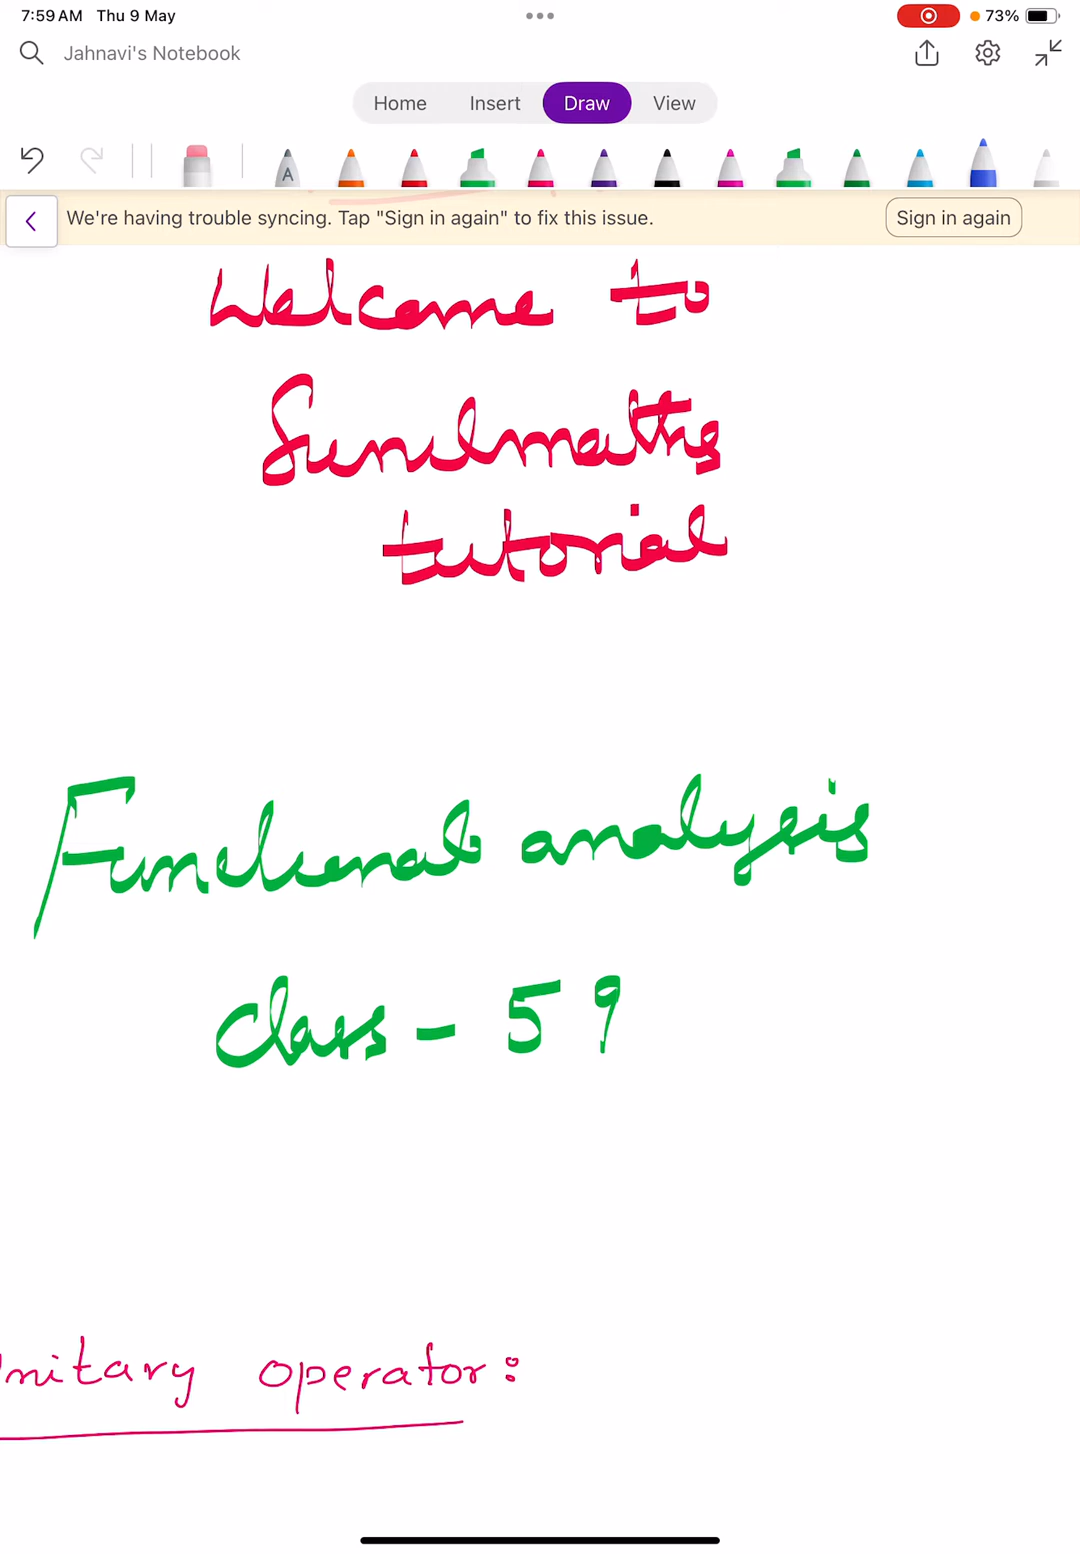 7:59 AM Thu 9 May 73%
Jahnavi's Notebook
Home Insert Draw View
A
We're having trouble syncing. Tap "Sign in again" to fix this issue. Sign in again
Welcome to
Sunilmaths
tutorial
Functional analysis
class - 59
nitary operator: